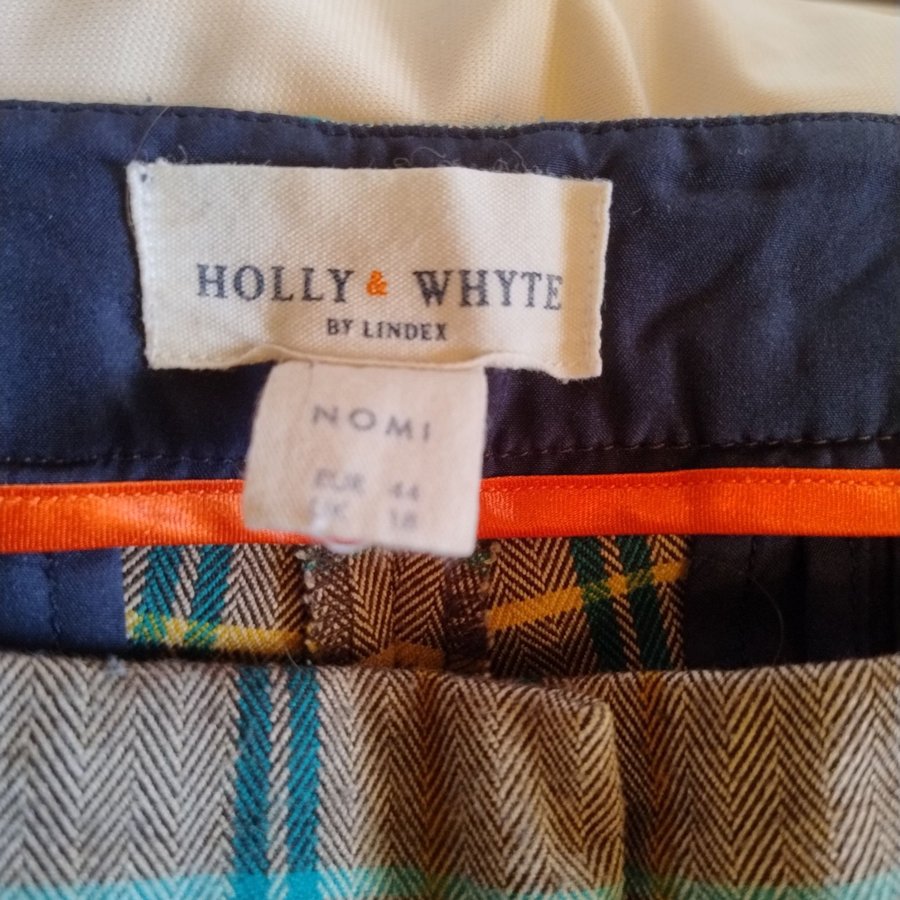 HOLLY & WHYTE
BY LINDEX
NOMI
EUR 44
UK 18